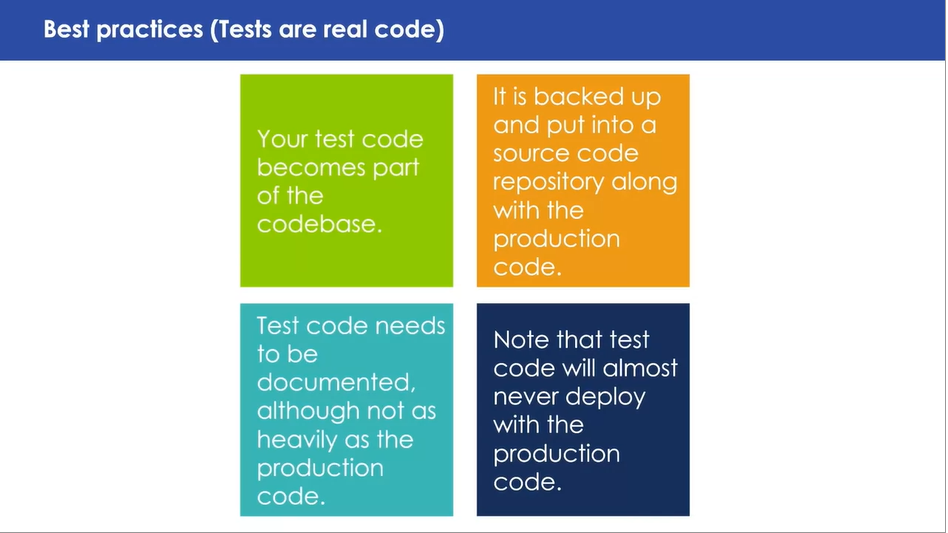 Best practices (Tests are real code)
Your test code
becomes part
of the
codebase.
It is backed up
and put into a
source code
repository along
with the
production
code.
Test code needs
to be
documented,
although not as
heavily as the
production
code.
Note that test
code will almost
never deploy
with the
production
code.